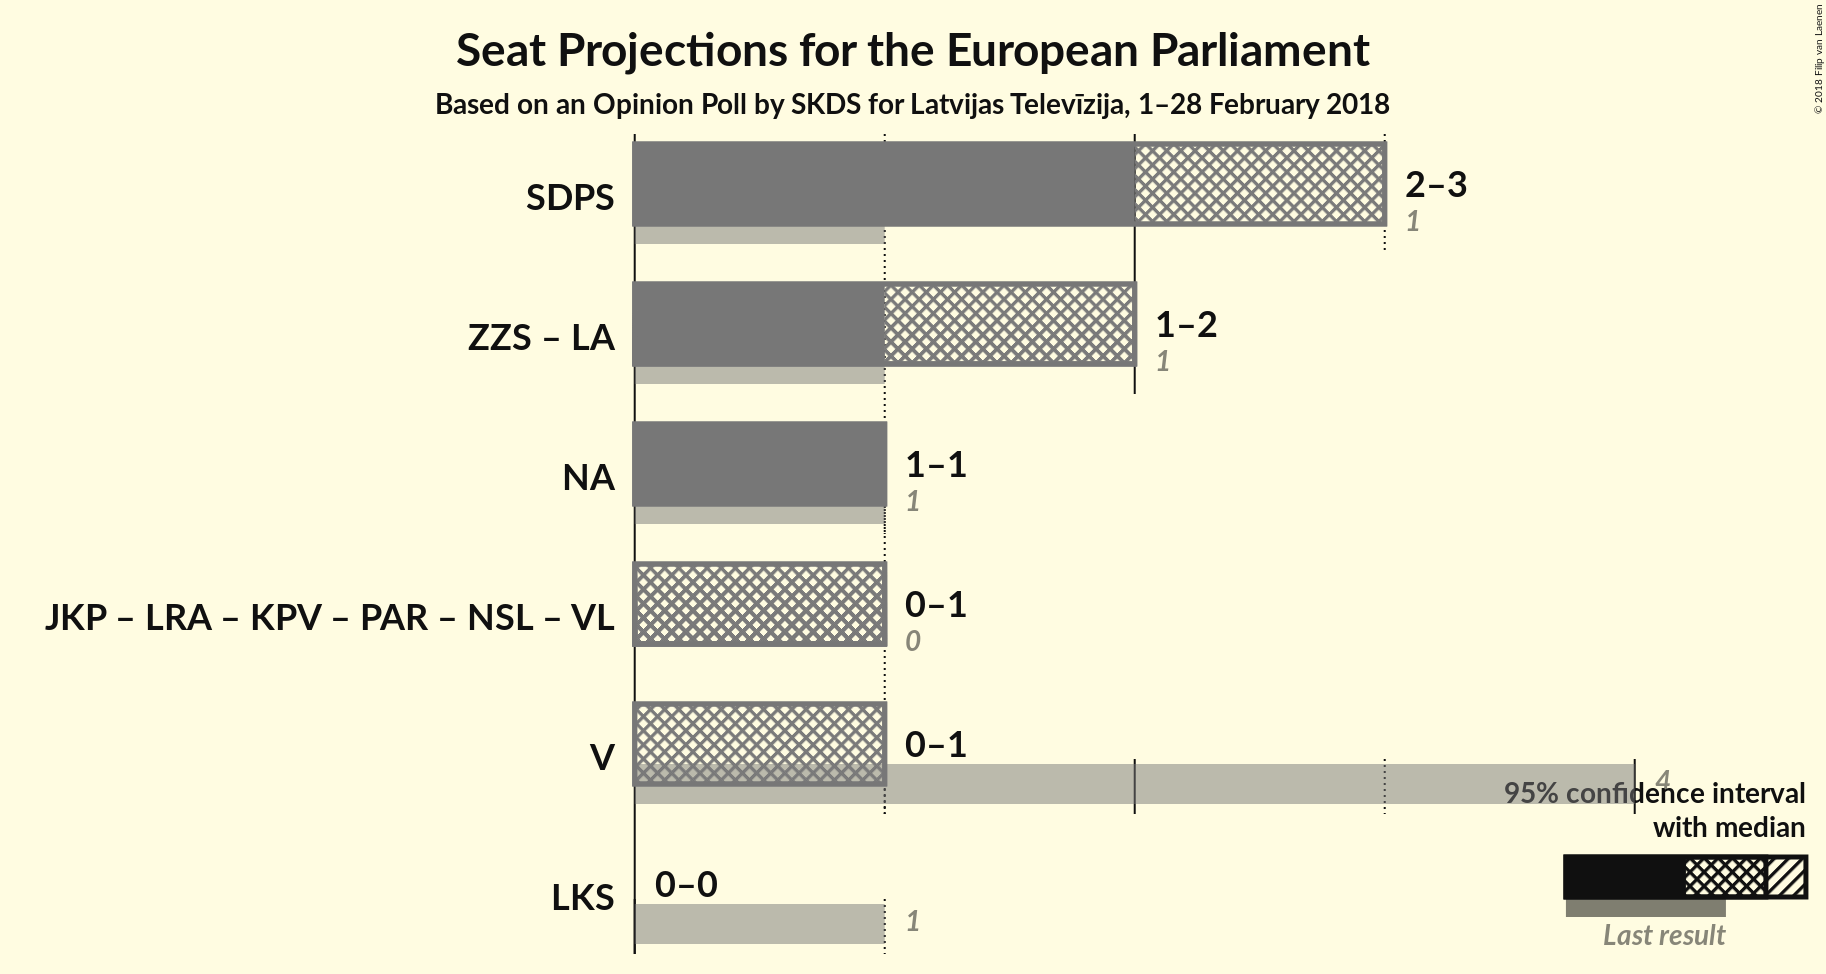 Seat Projections for the European Parliament
Based on an Opinion Poll by SKDS for Latvijas Televīzija, 1–28 February 2018
© 2018 Filip van Laenen
SDPS
2–3
1
ZZS – LA
1–2
1
NA
1–1
1
JKP – LRA – KPV – PAR – NSL – VL
0–1
0
V
0–1
4
95% confidence interval
with median
Last result
LKS
0–0
1